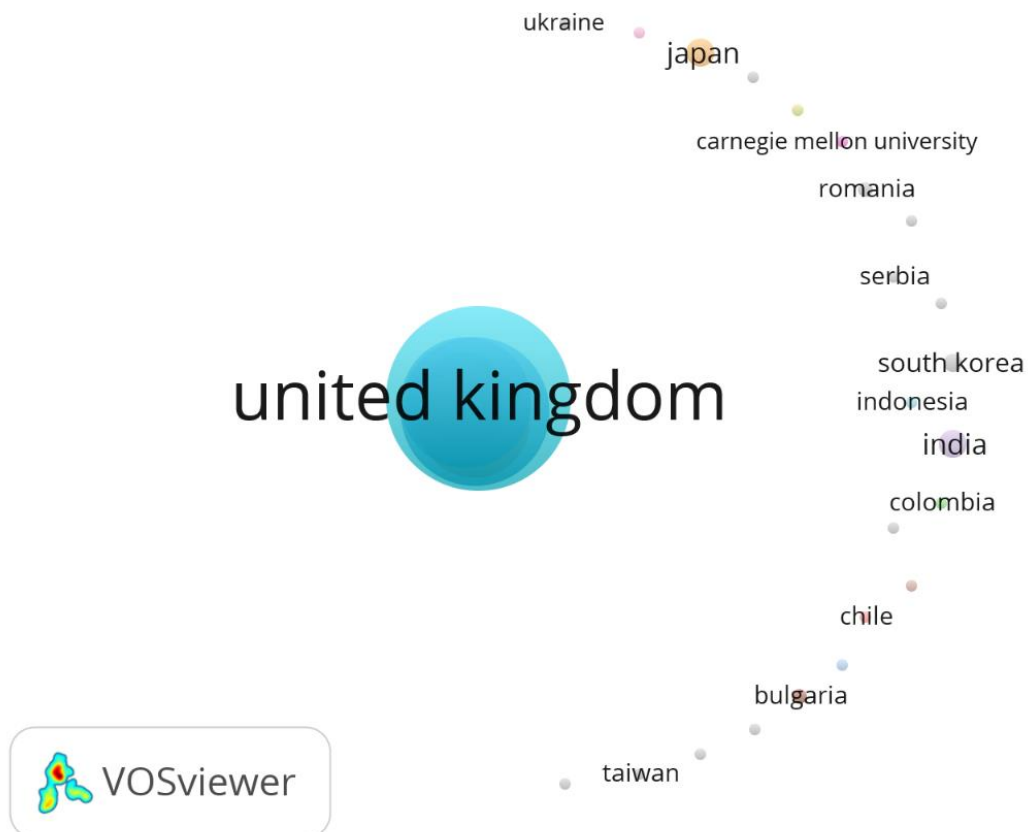 ukraine
japan
carnegie mellon university
romania
serbia
south korea
united kingdom
indonesia
india
colombia
chile
bulgaria
taiwan
VOSviewer